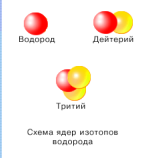 Водород Дейтерий
Тритий
Схема ядер изотопов
водорода